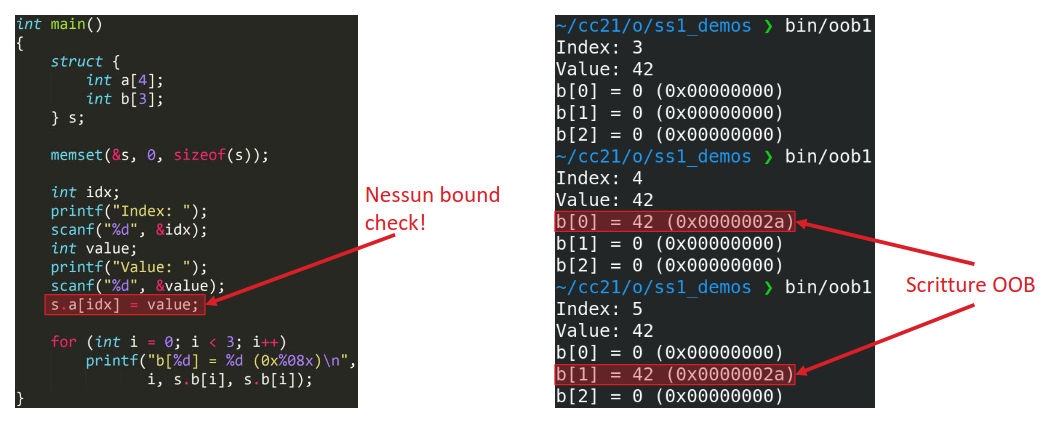 int main()
{
    struct {
        int a[4];
        int b[3];
    } s;

    memset(&s, 0, sizeof(s));

    int idx;
    printf("Index: ");
    scanf("%d", &idx);
    int value;
    printf("Value: ");
    scanf("%d", &value);
    s.a[idx] = value;

    for (int i = 0; i < 3; i++)
        printf("b[%d] = %d (0x%08x)\n",
               i, s.b[i], s.b[i]);
}
Nessun bound
check!
~/cc21/o/ss1_demos ❯ bin/oob1
Index: 3
Value: 42
b[0] = 0 (0x00000000)
b[1] = 0 (0x00000000)
b[2] = 0 (0x00000000)
~/cc21/o/ss1_demos ❯ bin/oob1
Index: 4
Value: 42
b[0] = 42 (0x0000002a)
b[1] = 0 (0x00000000)
b[2] = 0 (0x00000000)
~/cc21/o/ss1_demos ❯ bin/oob1
Index: 5
Value: 42
b[0] = 0 (0x00000000)
b[1] = 42 (0x0000002a)
b[2] = 0 (0x00000000)
Scritture OOB